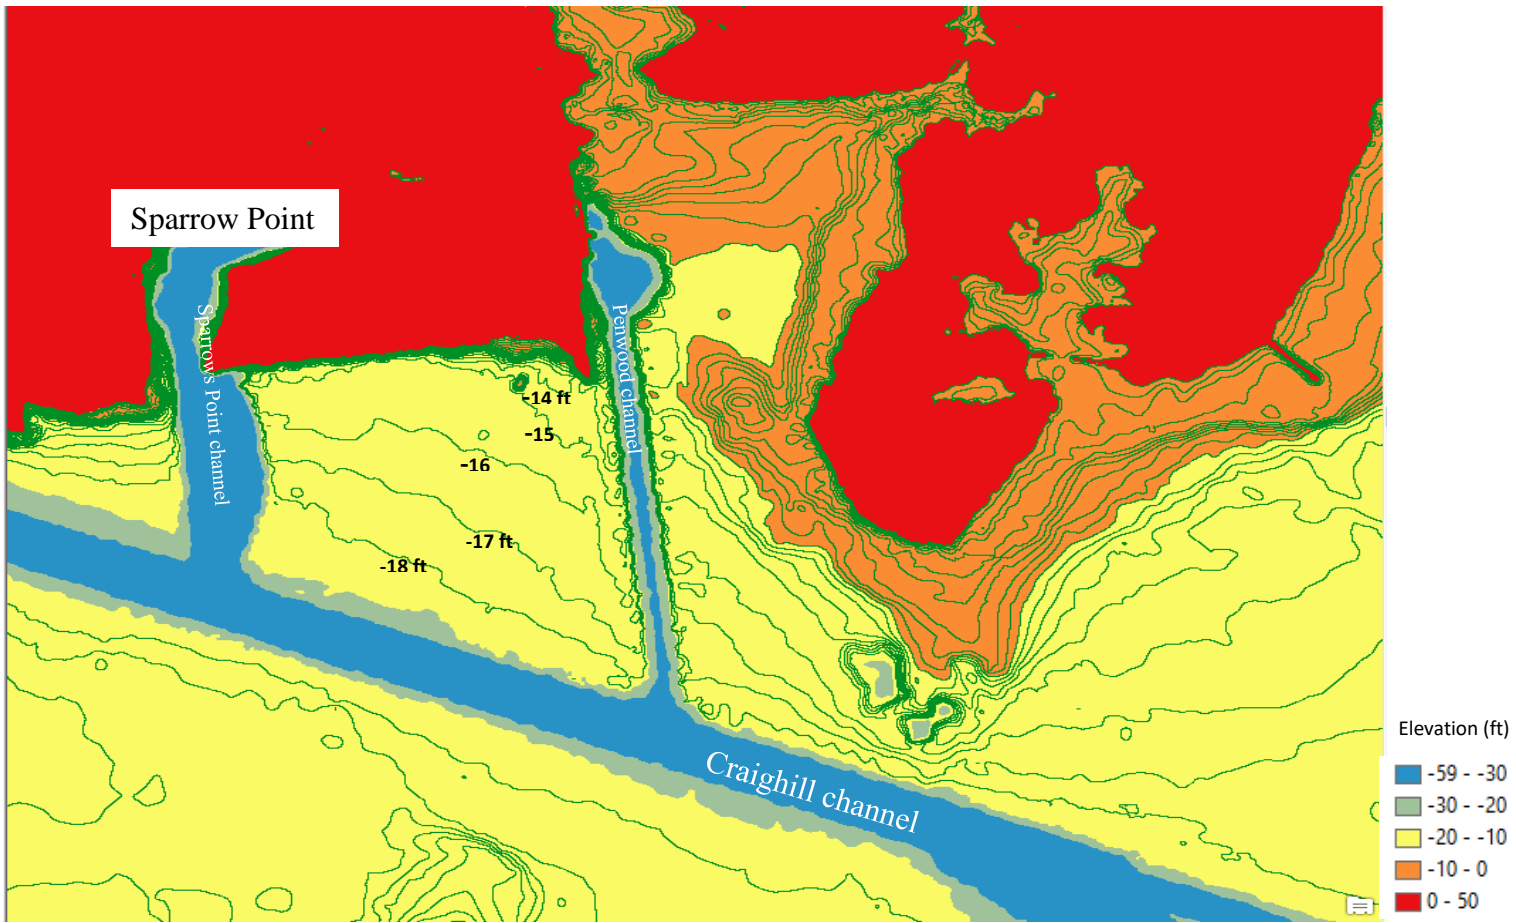 Sparrow Point
Sparrows Point channel
Penwood channel
-14 ft
-15
-16
-17 ft
-18 ft
Craighill channel
Elevation (ft)
-59 - -30
-30 - -20
-20 - -10
-10 - 0
0 - 50